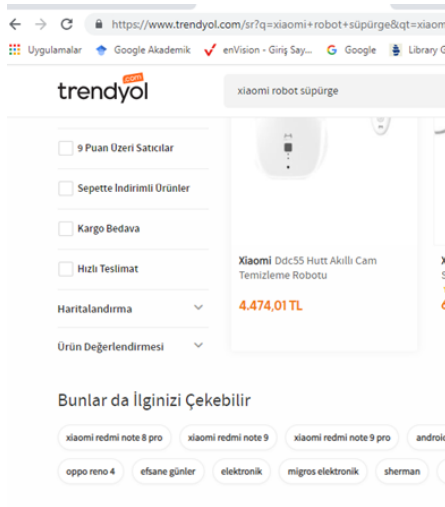 https://www.trendyol.com/sr?q=xiaomi+robot+süpürge&qt=xiaom
Uygulamalar Google Akademik enVision - Giriş Say... Google Library G
trendyol.com
xiaomi robot süpürge
9 Puan Üzeri Satıcılar
Sepette İndirimli Ürünler
Kargo Bedava
Hızlı Teslimat
Haritalandırma
Ürün Değerlendirmesi
Xiaomi Ddc55 Hutt Akıllı Cam
Temizleme Robotu
4.474,01 TL
Bunlar da İlginizi Çekebilir
xiaomi redmi note 8 pro xiaomi redmi note 9 xiaomi redmi note 9 pro android
oppo reno 4 efsane günler elektronik migros elektronik sherman